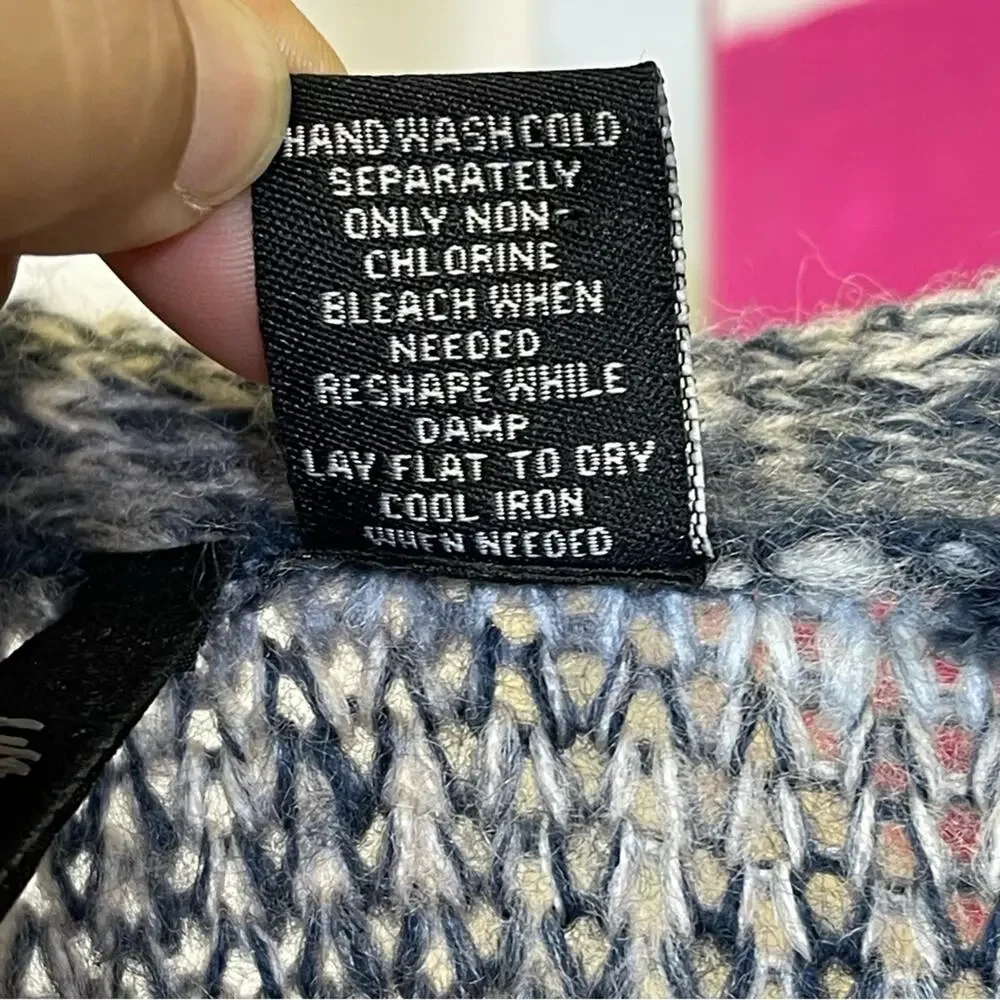 HAND WASH COLD
SEPARATELY
ONLY NON-
CHLORINE
BLEACH WHEN
NEEDED
RESHAPE WHILE
DAMP
LAY FLAT TO DRY
COOL IRON
WHEN NEEDED